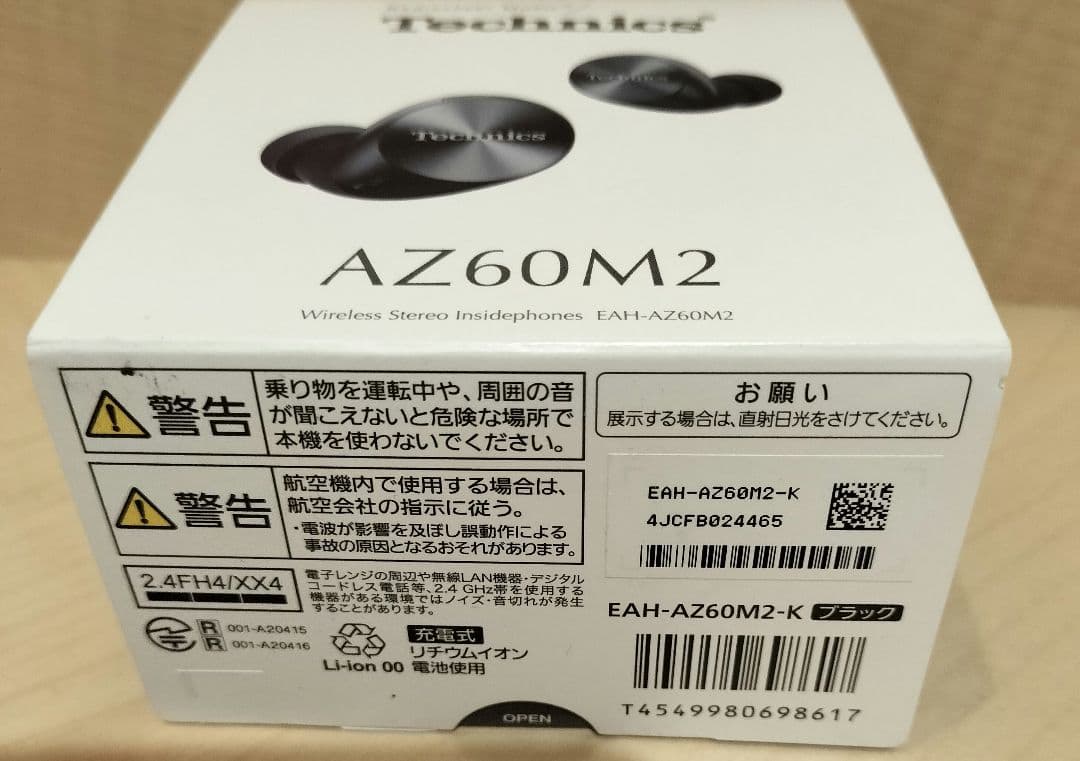 Technics
Technics
Technics
AZ60M2
Wireless Stereo Insidephones EAH-AZ60M2
警告
乗り物を運転中や、周囲の音
が聞こえないと危険な場所で
本機を使わないでください。
警告
航空機内で使用する場合は、
航空会社の指示に従う。
・電波が影響を及ぼし誤動作による
事故の原因となるおそれがあります。
2.4FH4/XX4
電子レンジの周辺や無線LAN機器・デジタル
コードレス電話等、2.4 GHz帯を使用する
機器がある環境ではノイズ・音切れが発生
することがあります。
R 001-A20415
R 001-A20416
Li-ion 00
充電式
リチウムイオン
電池使用
お願い
展示する場合は、直射日光をさけてください。
EAH-AZ60M2-K
4JCFB024465
EAH-AZ60M2-K ブラック
T4549980698617
OPEN